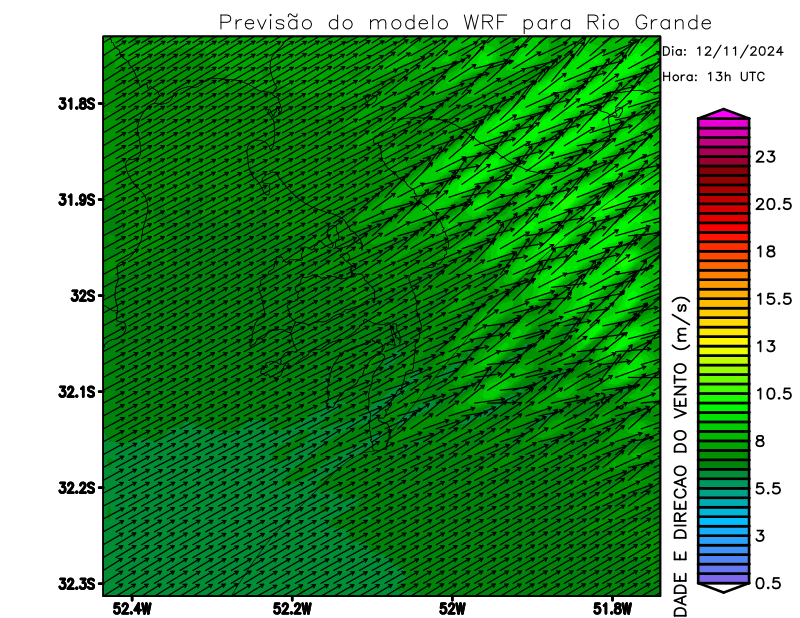 Previsão do modelo WRF para Rio Grande
Dia: 12/11/2024
Hora: 13h UTC
31.8S
31.9S
32S
32.1S
32.2S
32.3S
52.4W
52.2W
52W
51.8W
23
20.5
18
15.5
13
10.5
8
5.5
3
0.5
DADE E DIRECAO DO VENTO (m/s)